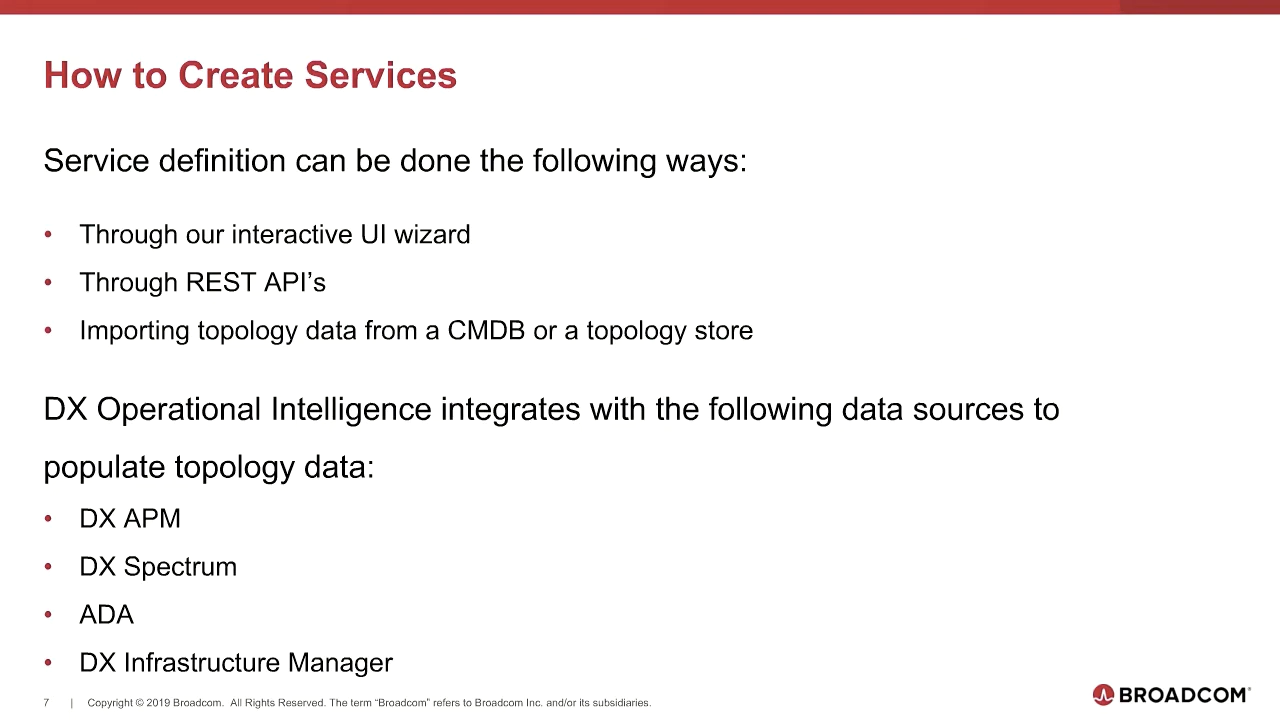 How to Create Services
Service definition can be done the following ways:
• Through our interactive UI wizard
• Through REST API’s
• Importing topology data from a CMDB or a topology store
DX Operational Intelligence integrates with the following data sources to
populate topology data:
• DX APM
• DX Spectrum
• ADA
• DX Infrastructure Manager
7 | Copyright © 2019 Broadcom. All Rights Reserved. The term “Broadcom” refers to Broadcom Inc. and/or its subsidiaries.
BROADCOM®